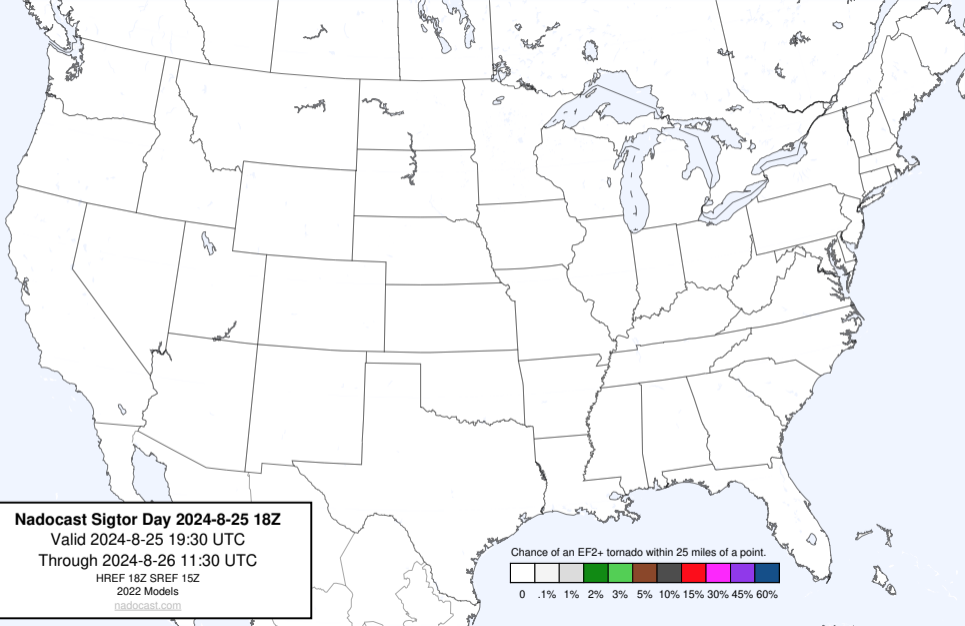 Nadocast Sigtor Day 2024-8-25 18Z
Valid 2024-8-25 19:30 UTC
Through 2024-8-26 11:30 UTC
HREF 18Z SREF 15Z
2022 Models
nadocast.com
Chance of an EF2+ tornado within 25 miles of a point.
0 .1% 1% 2% 3% 5% 10% 15% 30% 45% 60%